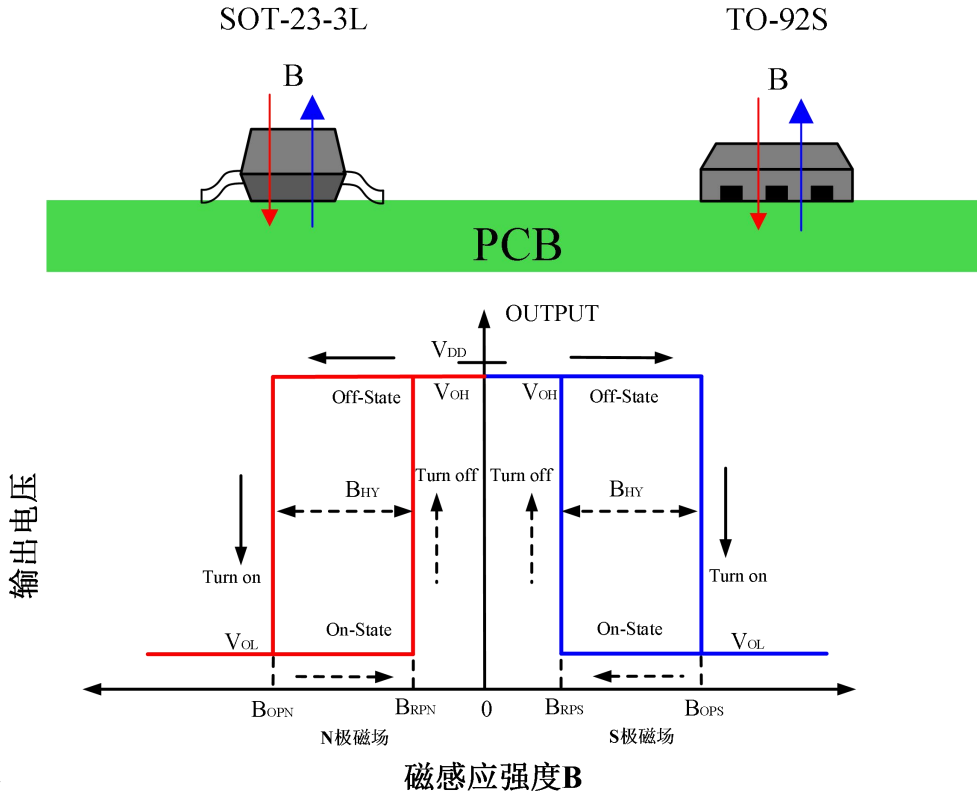 SOT-23-3L
TO-92S
B
B
PCB
OUTPUT
VDD
Off-State
VOH
VOH
Off-State
Turn off
Turn off
BHY
BHY
输出电压
Turn on
Turn on
On-State
On-State
VOL
VOL
BOPN
BRPN
0
BRPS
BOPS
N极磁场
S极磁场
磁感应强度B